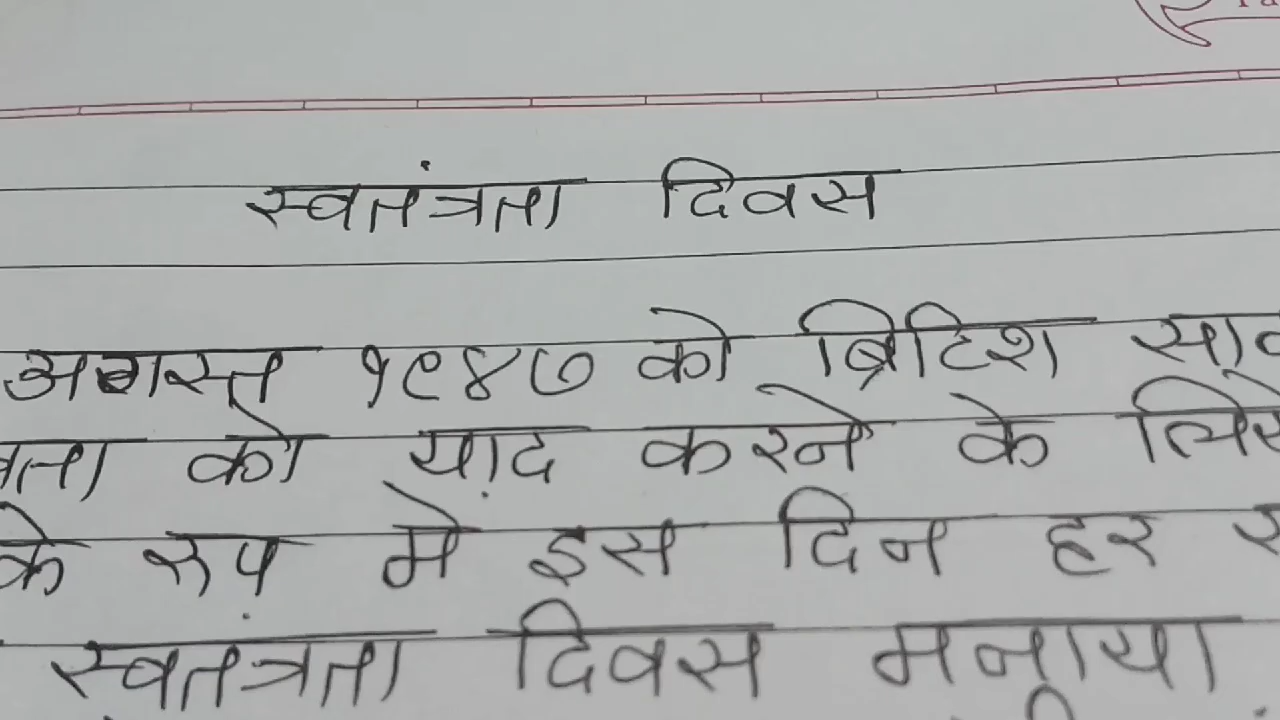 स्वतंत्रता दिवस
अगस्त १९४७ को ब्रिटिश
को याद करने के लिए
के रुप मे इस दिन हर
स्वतंत्रता दिवस मनाया